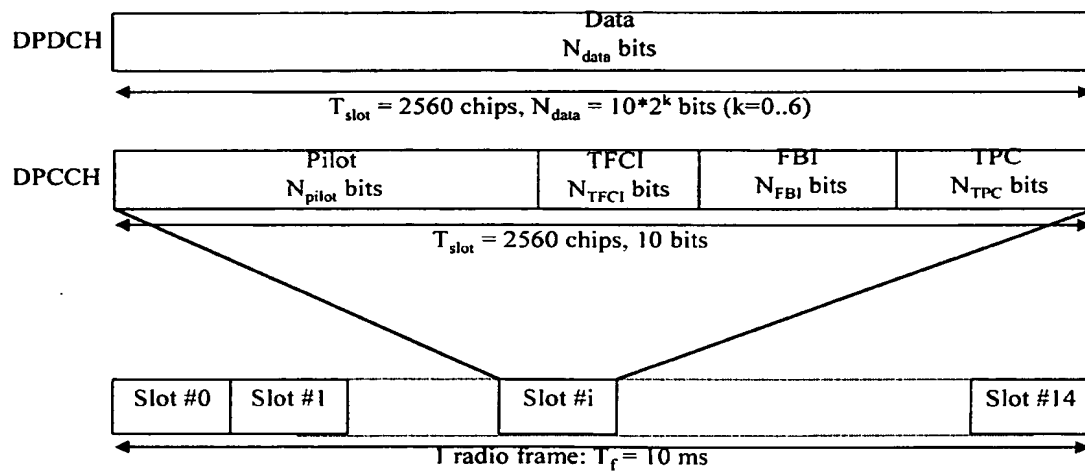 DPDCH
Data
N_data bits
T_slot = 2560 chips, N_data = 10*2^k bits (k=0..6)
DPCCH
Pilot
N_pilot bits
TFCI
N_TFCI bits
FBI
N_FBI bits
TPC
N_TPC bits
T_slot = 2560 chips, 10 bits
Slot #0
Slot #1
Slot #i
Slot #14
1 radio frame: T_f = 10 ms